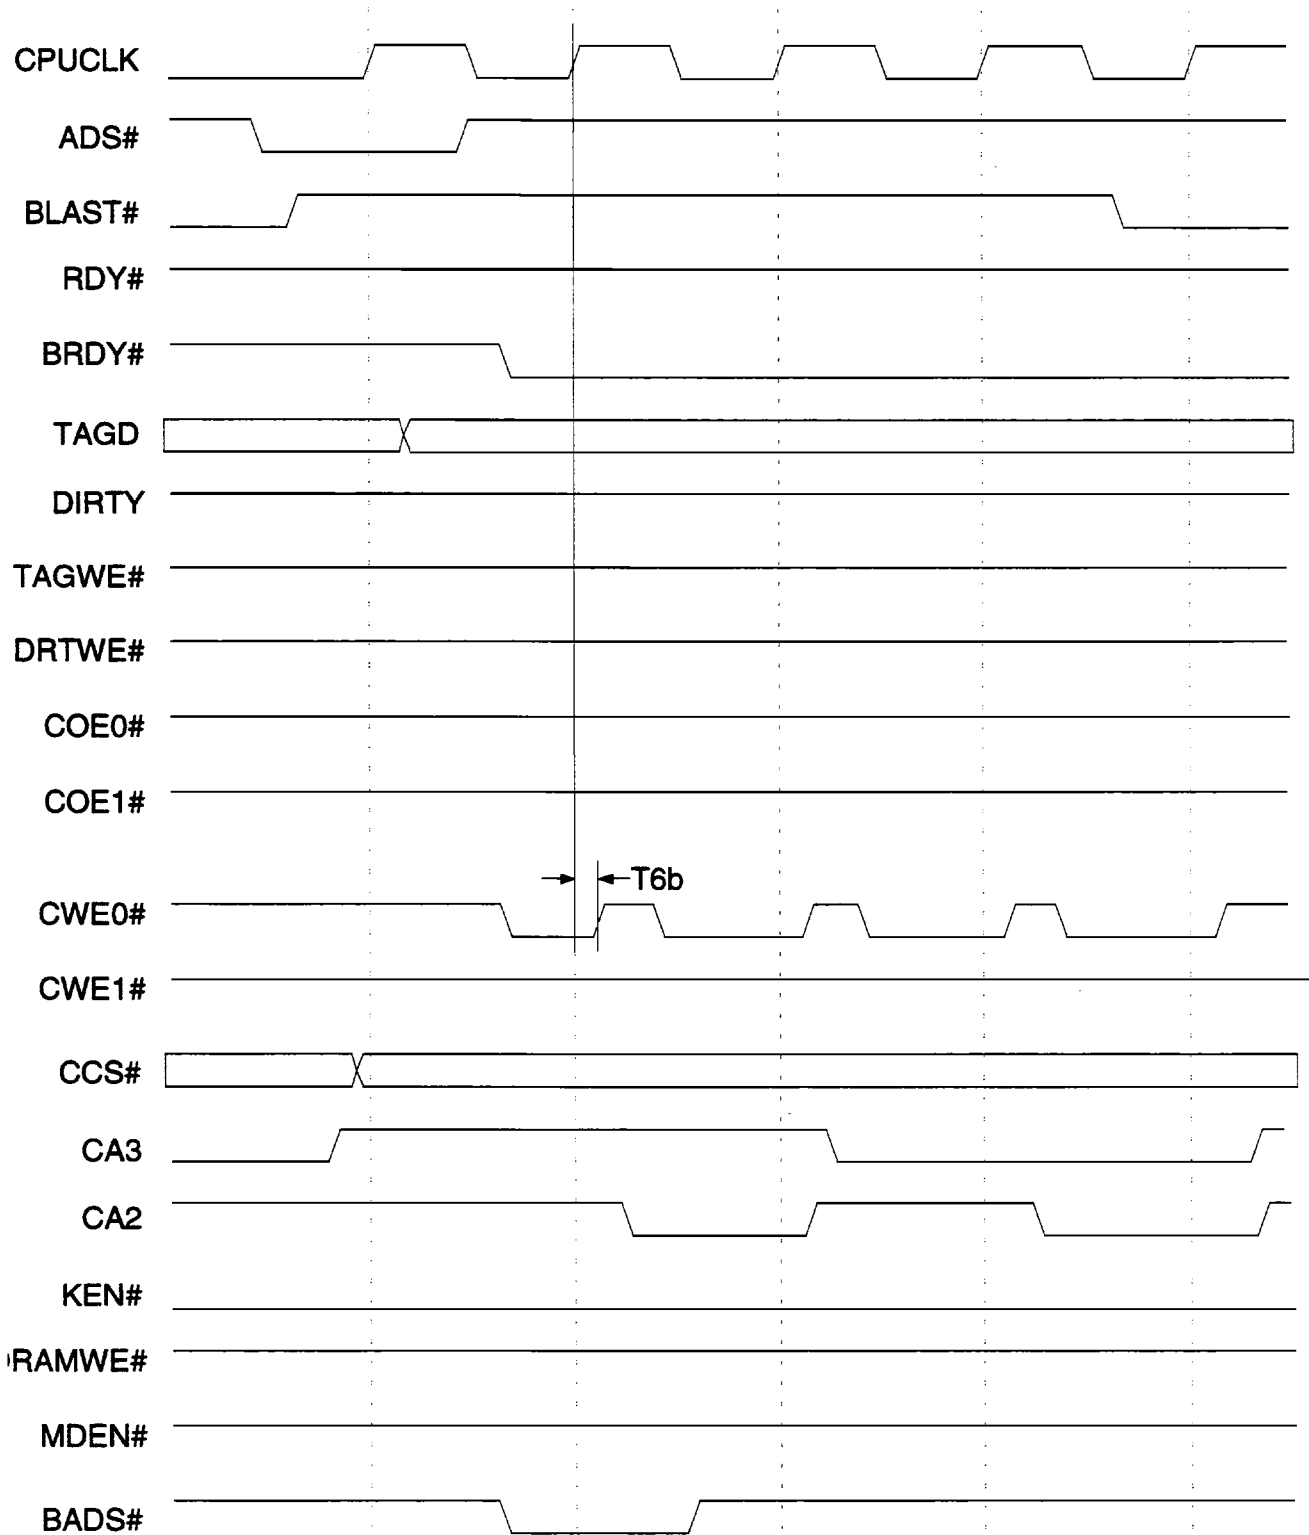 CPUCLK
ADS#
BLAST#
RDY#
BRDY#
TAGD
DIRTY
TAGWE#
DRTWE#
COE0#
COE1#
T6b
CWE0#
CWE1#
CCS#
CA3
CA2
KEN#
RAMWE#
MDEN#
BADS#